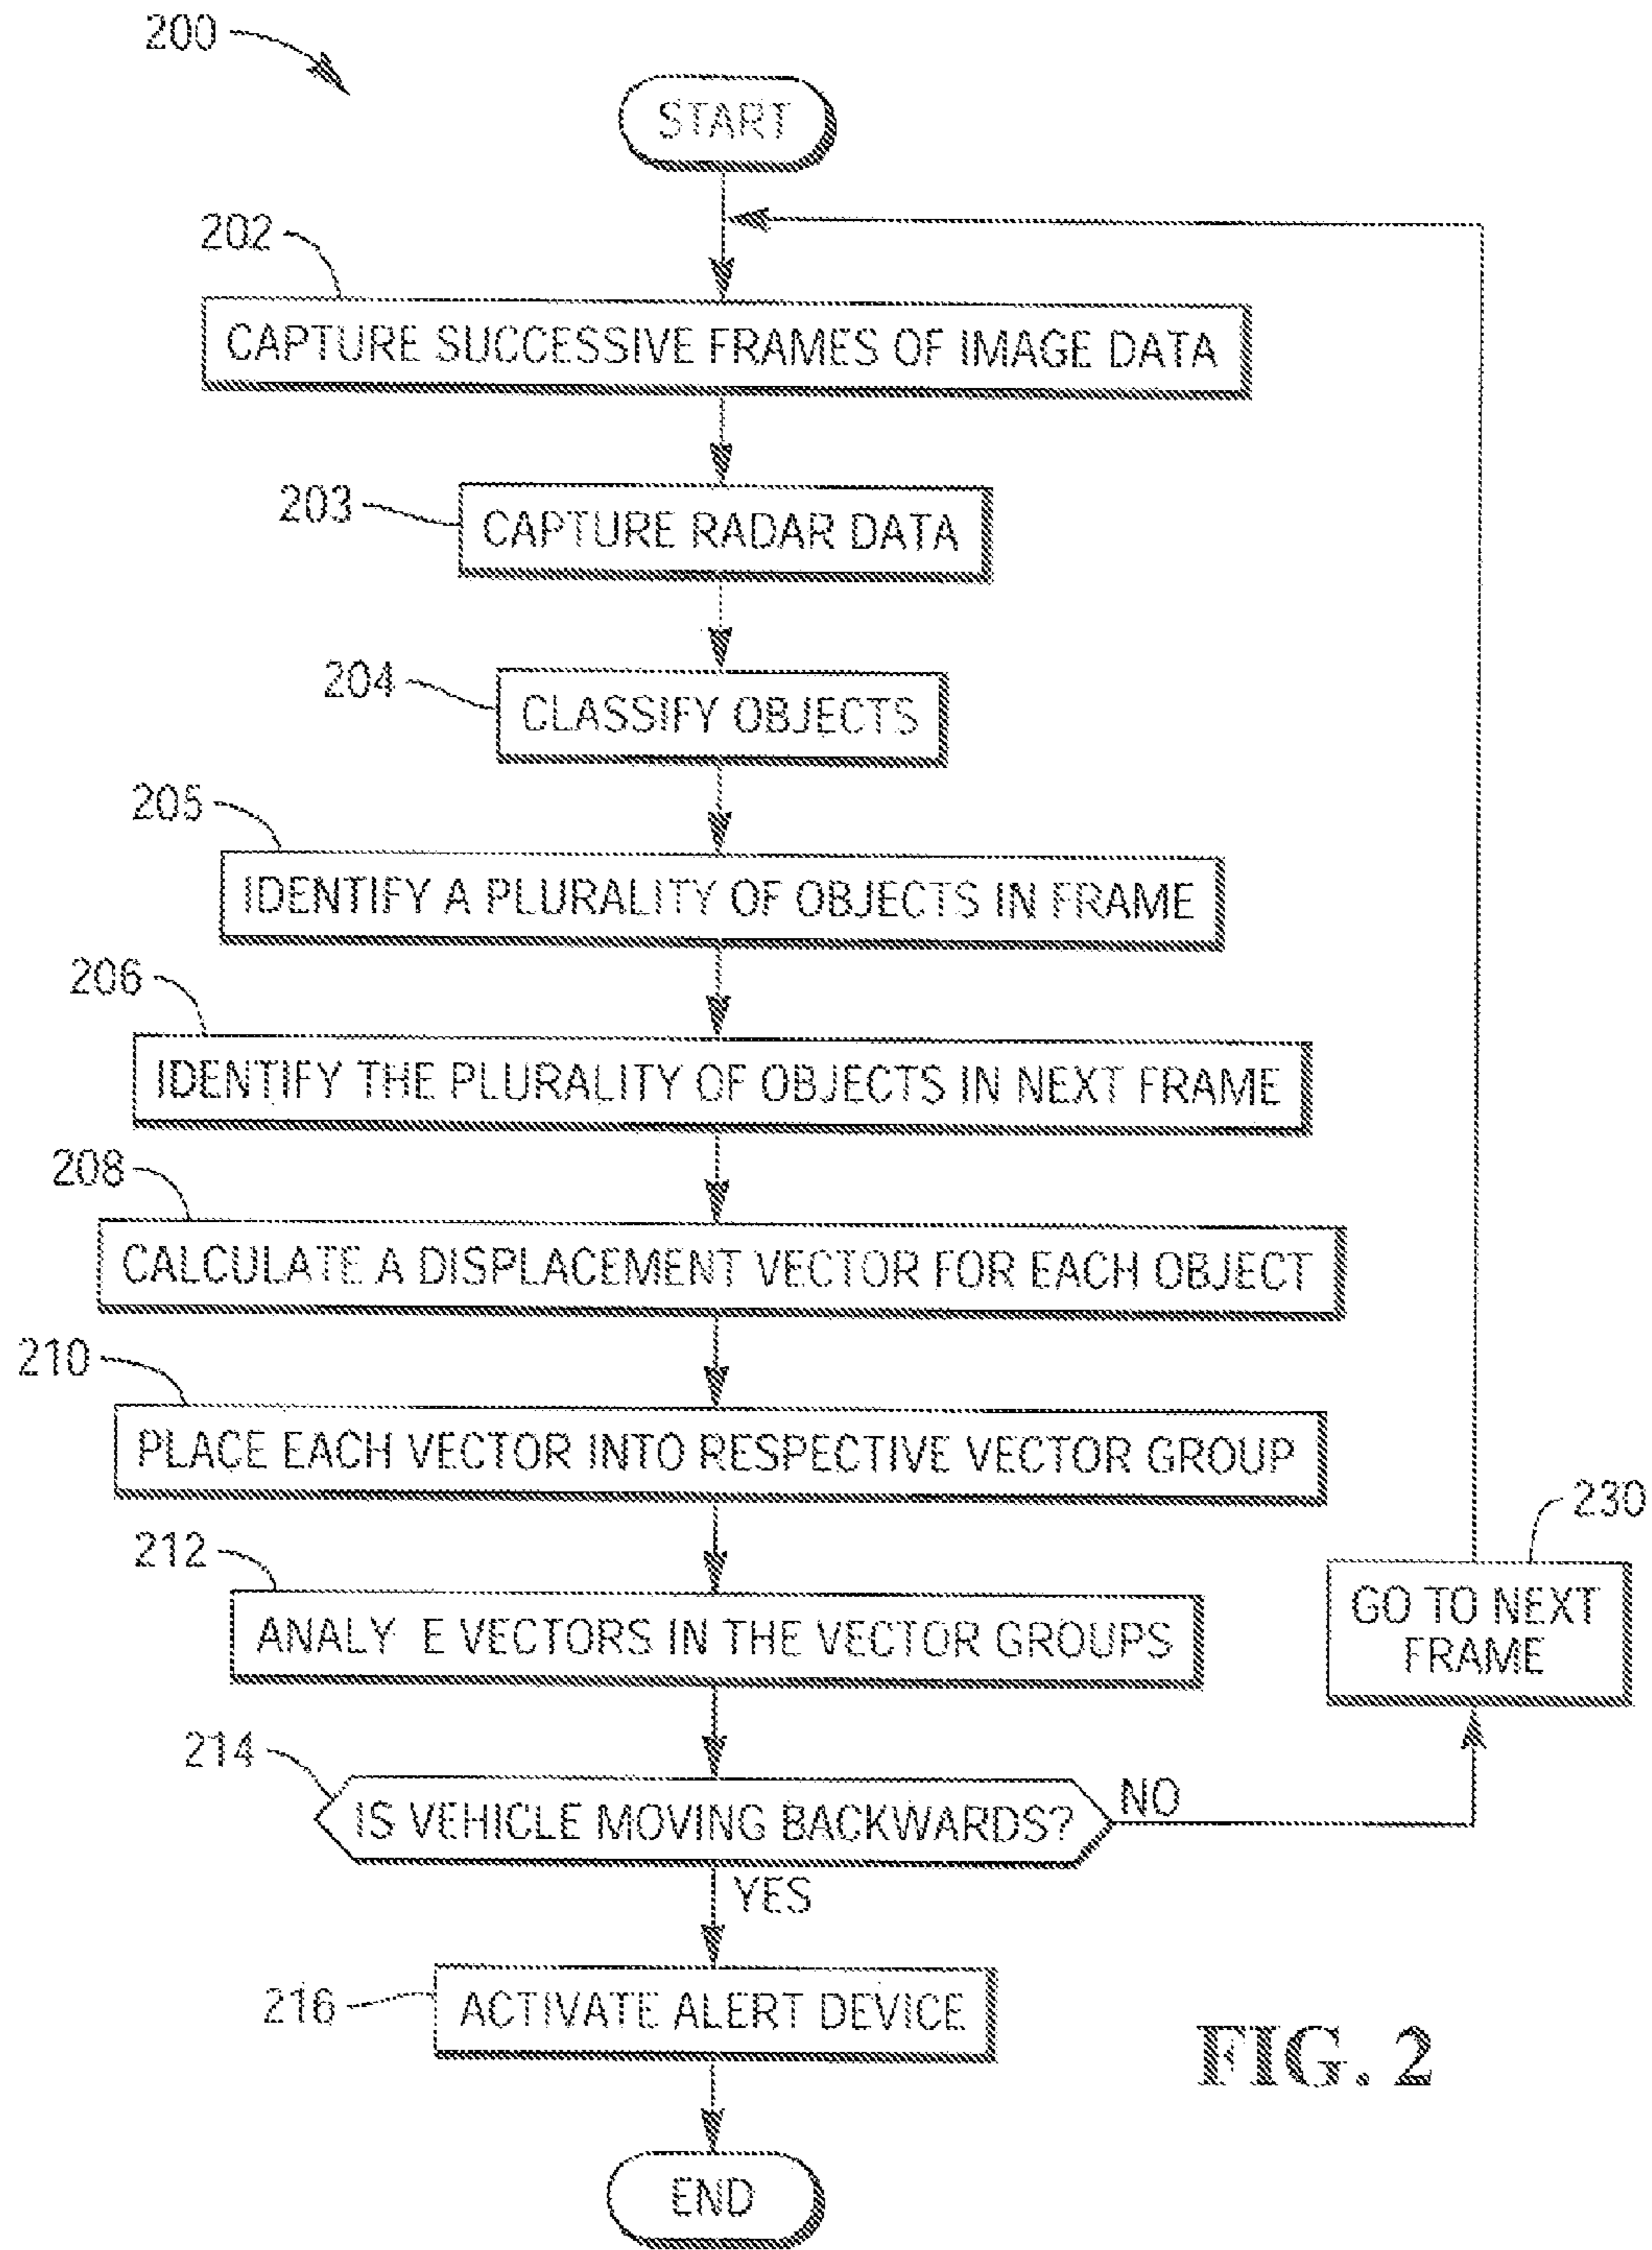 200
START
202
CAPTURE SUCCESSIVE FRAMES OF IMAGE DATA
203
CAPTURE RADAR DATA
204
CLASSIFY OBJECTS
205
IDENTIFY A PLURALITY OF OBJECTS IN FRAME
206
IDENTIFY THE PLURALITY OF OBJECTS IN NEXT FRAME
208
CALCULATE A DISPLACEMENT VECTOR FOR EACH OBJECT
210
PLACE EACH VECTOR INTO RESPECTIVE VECTOR GROUP
230
GO TO NEXT
FRAME
212
ANALY E VECTORS IN THE VECTOR GROUPS
214
IS VEHICLE MOVING BACKWARDS?
NO
YES
216
ACTIVATE ALERT DEVICE
FIG. 2
END